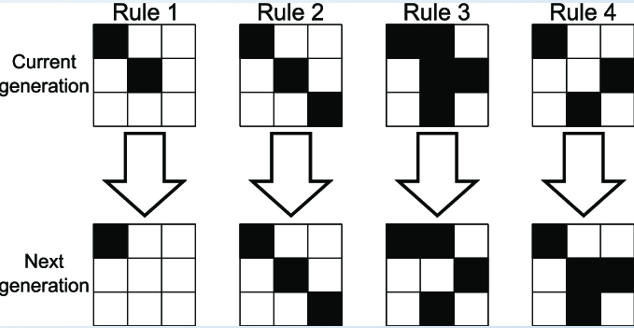 Rule 1
Rule 2
Rule 3
Rule 4
Current
generation
Next
generation